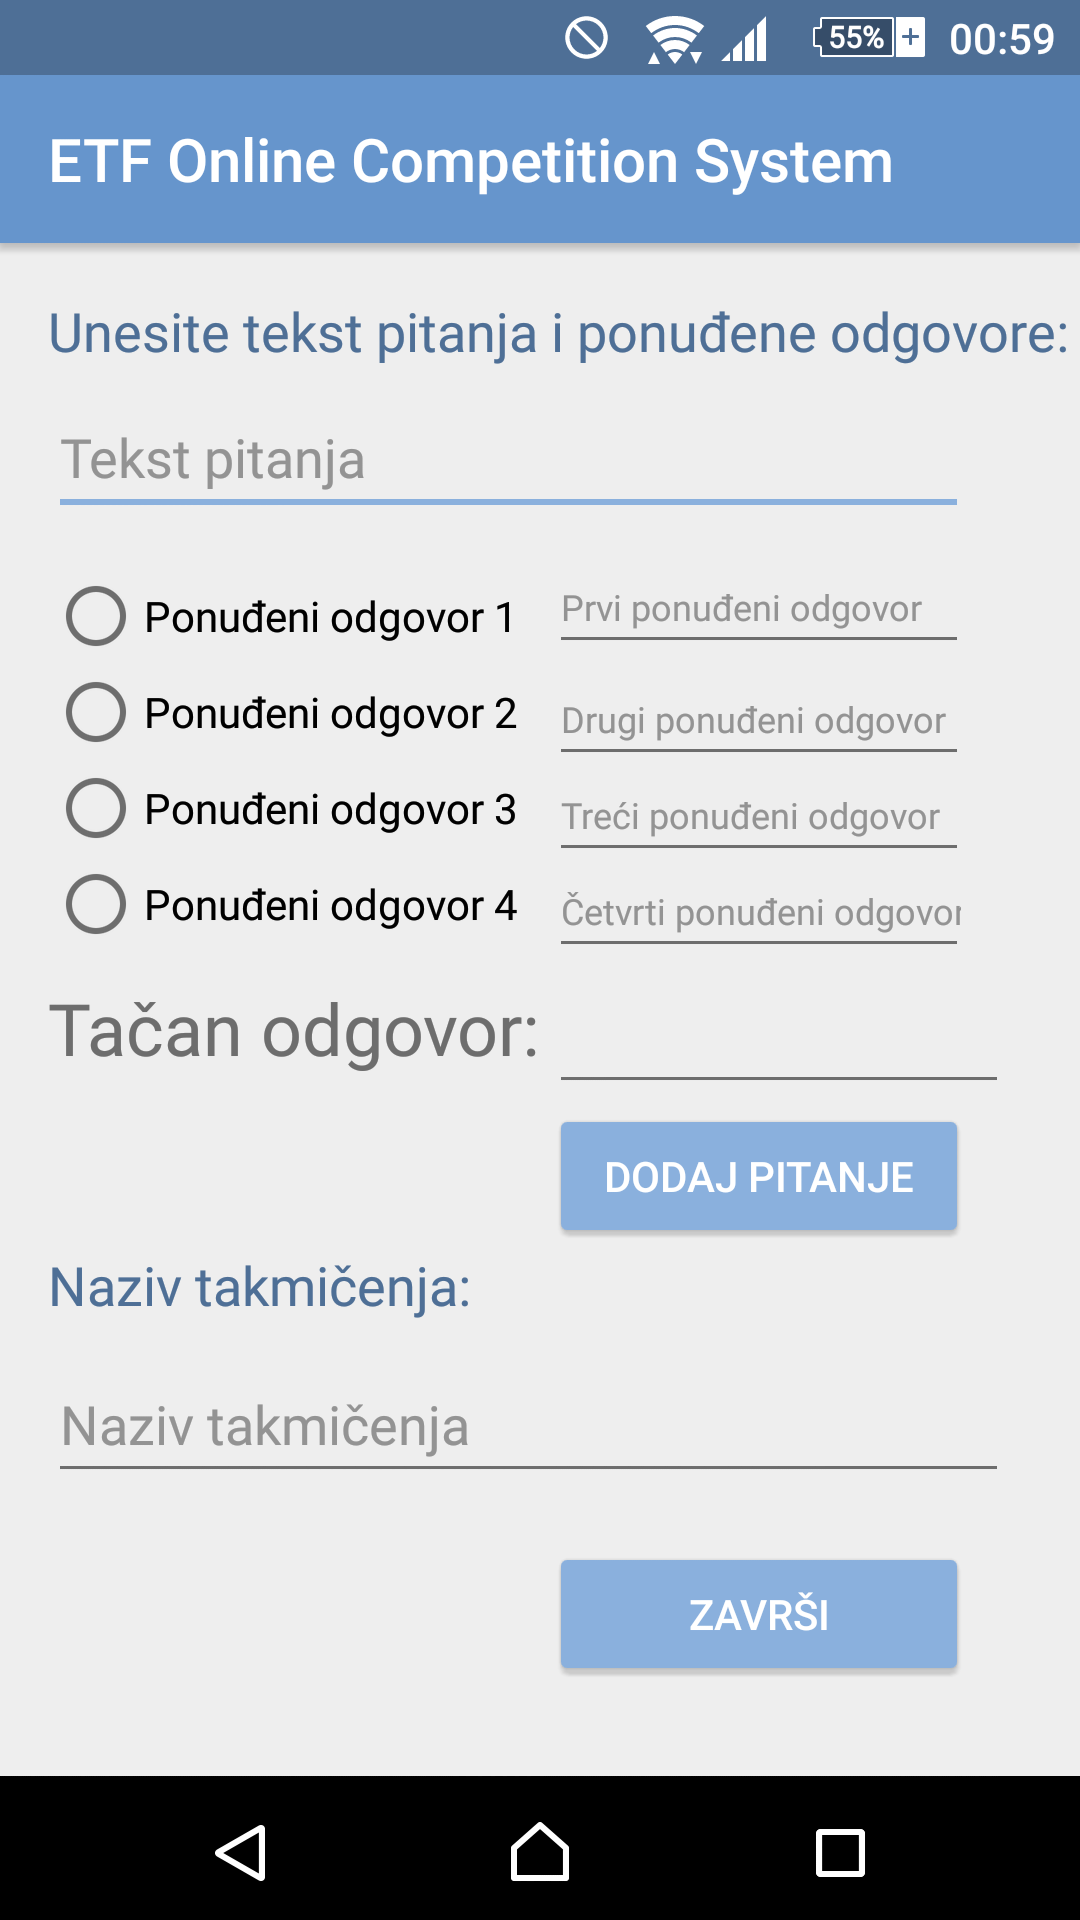 55% 00:59
ETF Online Competition System
Unesite tekst pitanja i ponuđene odgovore:
Tekst pitanja
Ponuđeni odgovor 1 Prvi ponuđeni odgovor
Ponuđeni odgovor 2 Drugi ponuđeni odgovor
Ponuđeni odgovor 3 Treći ponuđeni odgovor
Ponuđeni odgovor 4 Četvrti ponuđeni odgovor
Tačan odgovor:
DODAJ PITANJE
Naziv takmičenja:
Naziv takmičenja
ZAVRŠI